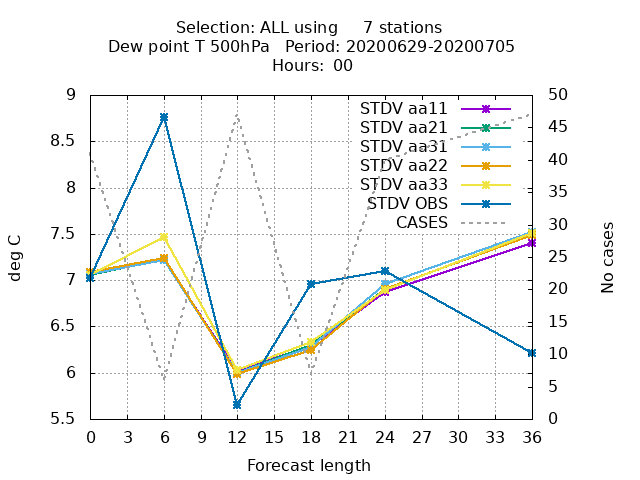 Selection: ALL using     7 stations
Dew point T 500hPa   Period: 20200629-20200705
Hours: 00
STDV aa11
STDV aa21
STDV aa31
STDV aa22
STDV aa33
STDV OBS
CASES
9
8.5
8
7.5
7
6.5
6
5.5
deg C
50
45
40
35
30
25
20
15
10
5
0
No cases
0 3 6 9 12 15 18 21 24 27 30 33 36
Forecast length